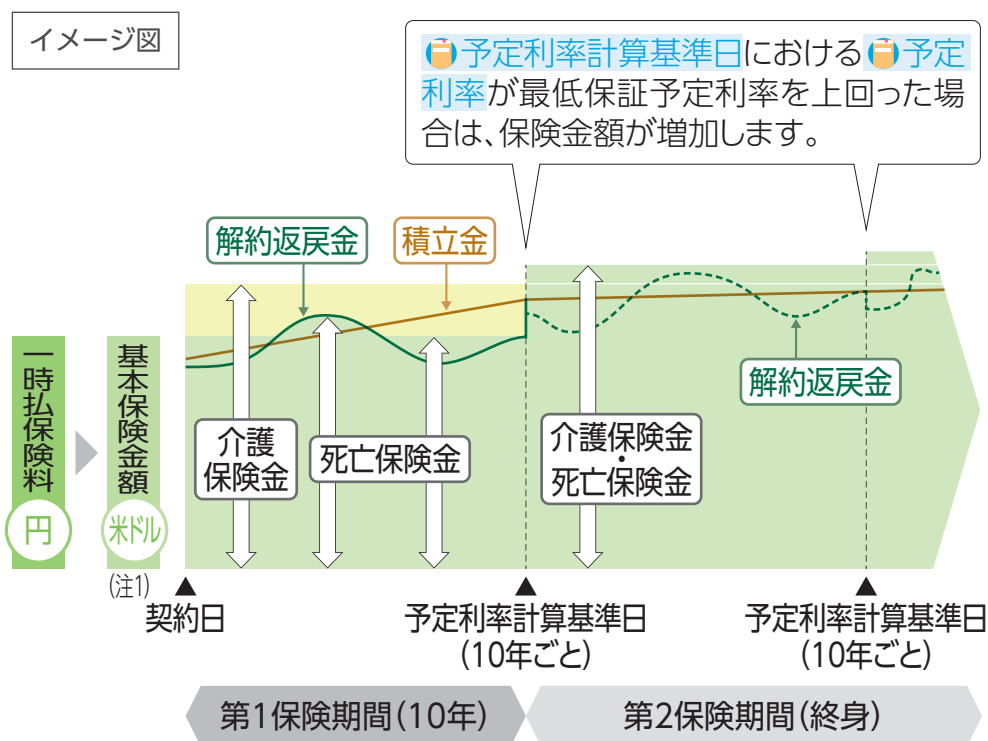 イメージ図
予定利率計算基準日における予定
利率が最低保証予定利率を上回った場
合は、保険金額が増加します。
解約返戻金
積立金
一時払保険料
円
基本保険金額
米ドル
(注1)
介護
保険金
死亡保険金
介護保険金
・
死亡保険金
解約返戻金
契約日
予定利率計算基準日
(10年ごと)
予定利率計算基準日
(10年ごと)
第1保険期間(10年)
第2保険期間(終身)